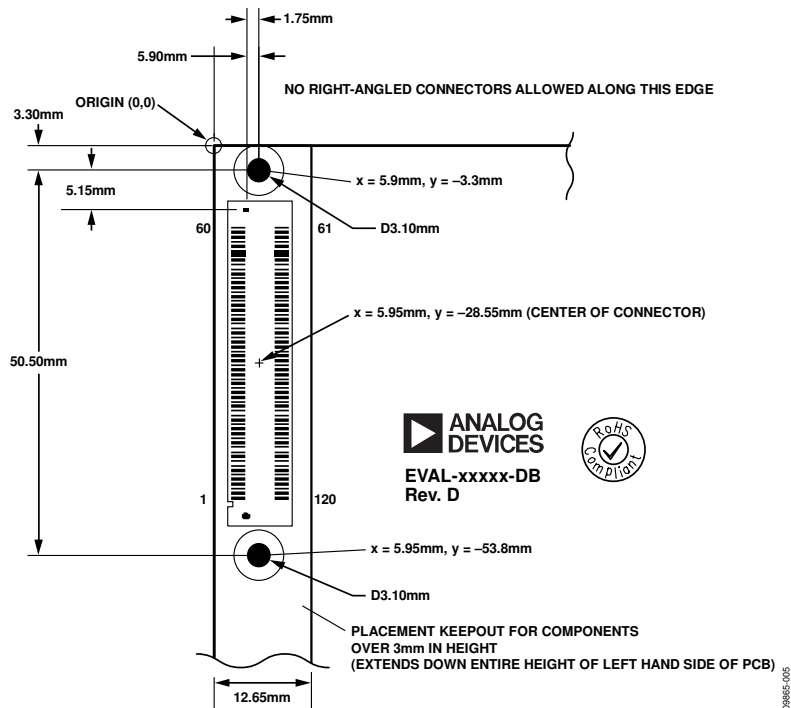 1.75mm
5.90mm
NO RIGHT-ANGLED CONNECTORS ALLOWED ALONG THIS EDGE
ORIGIN (0,0)
3.30mm
x = 5.9mm, y = –3.3mm
5.15mm
D3.10mm
60
61
x = 5.95mm, y = –28.55mm (CENTER OF CONNECTOR)
50.50mm
ANALOG
DEVICES
RoHS
Compliant
EVAL-xxxxx-DB
Rev. D
1
120
x = 5.95mm, y = –53.8mm
D3.10mm
PLACEMENT KEEPOUT FOR COMPONENTS
OVER 3mm IN HEIGHT
(EXTENDS DOWN ENTIRE HEIGHT OF LEFT HAND SIDE OF PCB)
12.65mm
09865-005